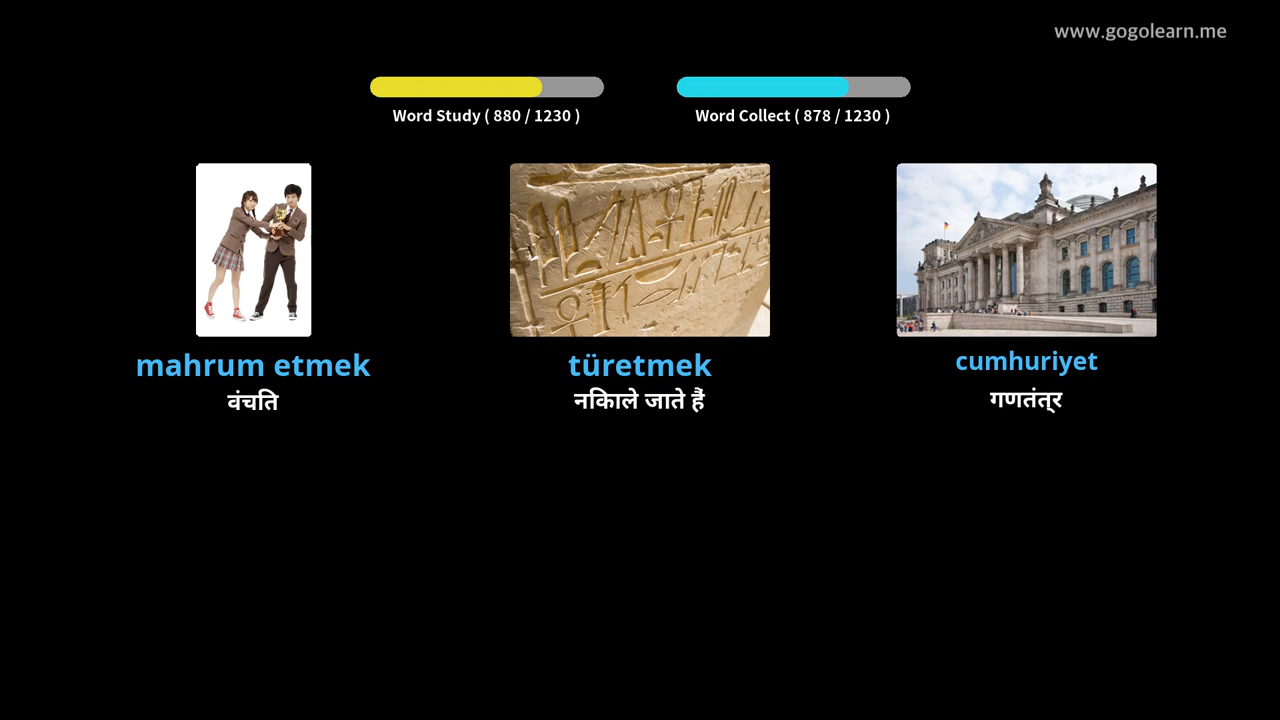 www.gogolearn.me
Word Study ( 880 / 1230 )
Word Collect ( 878 / 1230 )
mahrum etmek
türetmek
cumhuriyet
वंचति
नकिाले जाते हैं
गणतंत्र